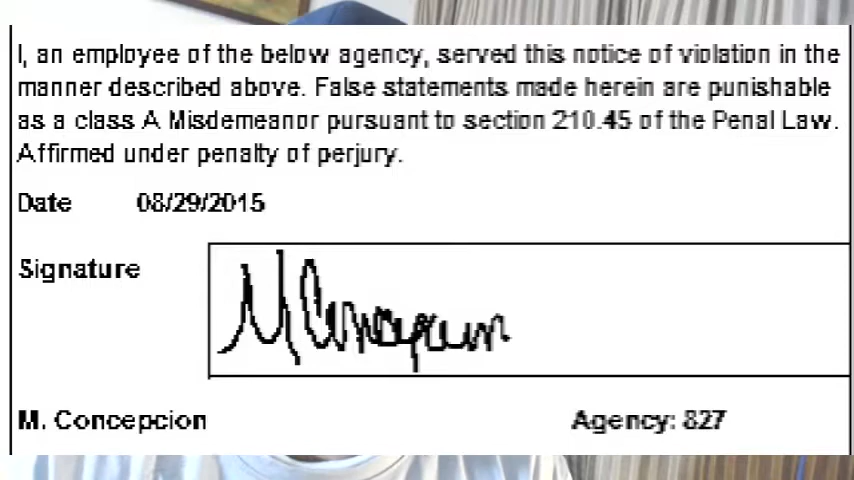 I, an employee of the below agency, served this notice of violation in the
manner described above. False statements made herein are punishable
as a class A Misdemeanor pursuant to section 210.45 of the Penal Law.
Affirmed under penalty of perjury.
Date 08/29/2015
Signature M Concepcion
M. Concepcion Agency: 827